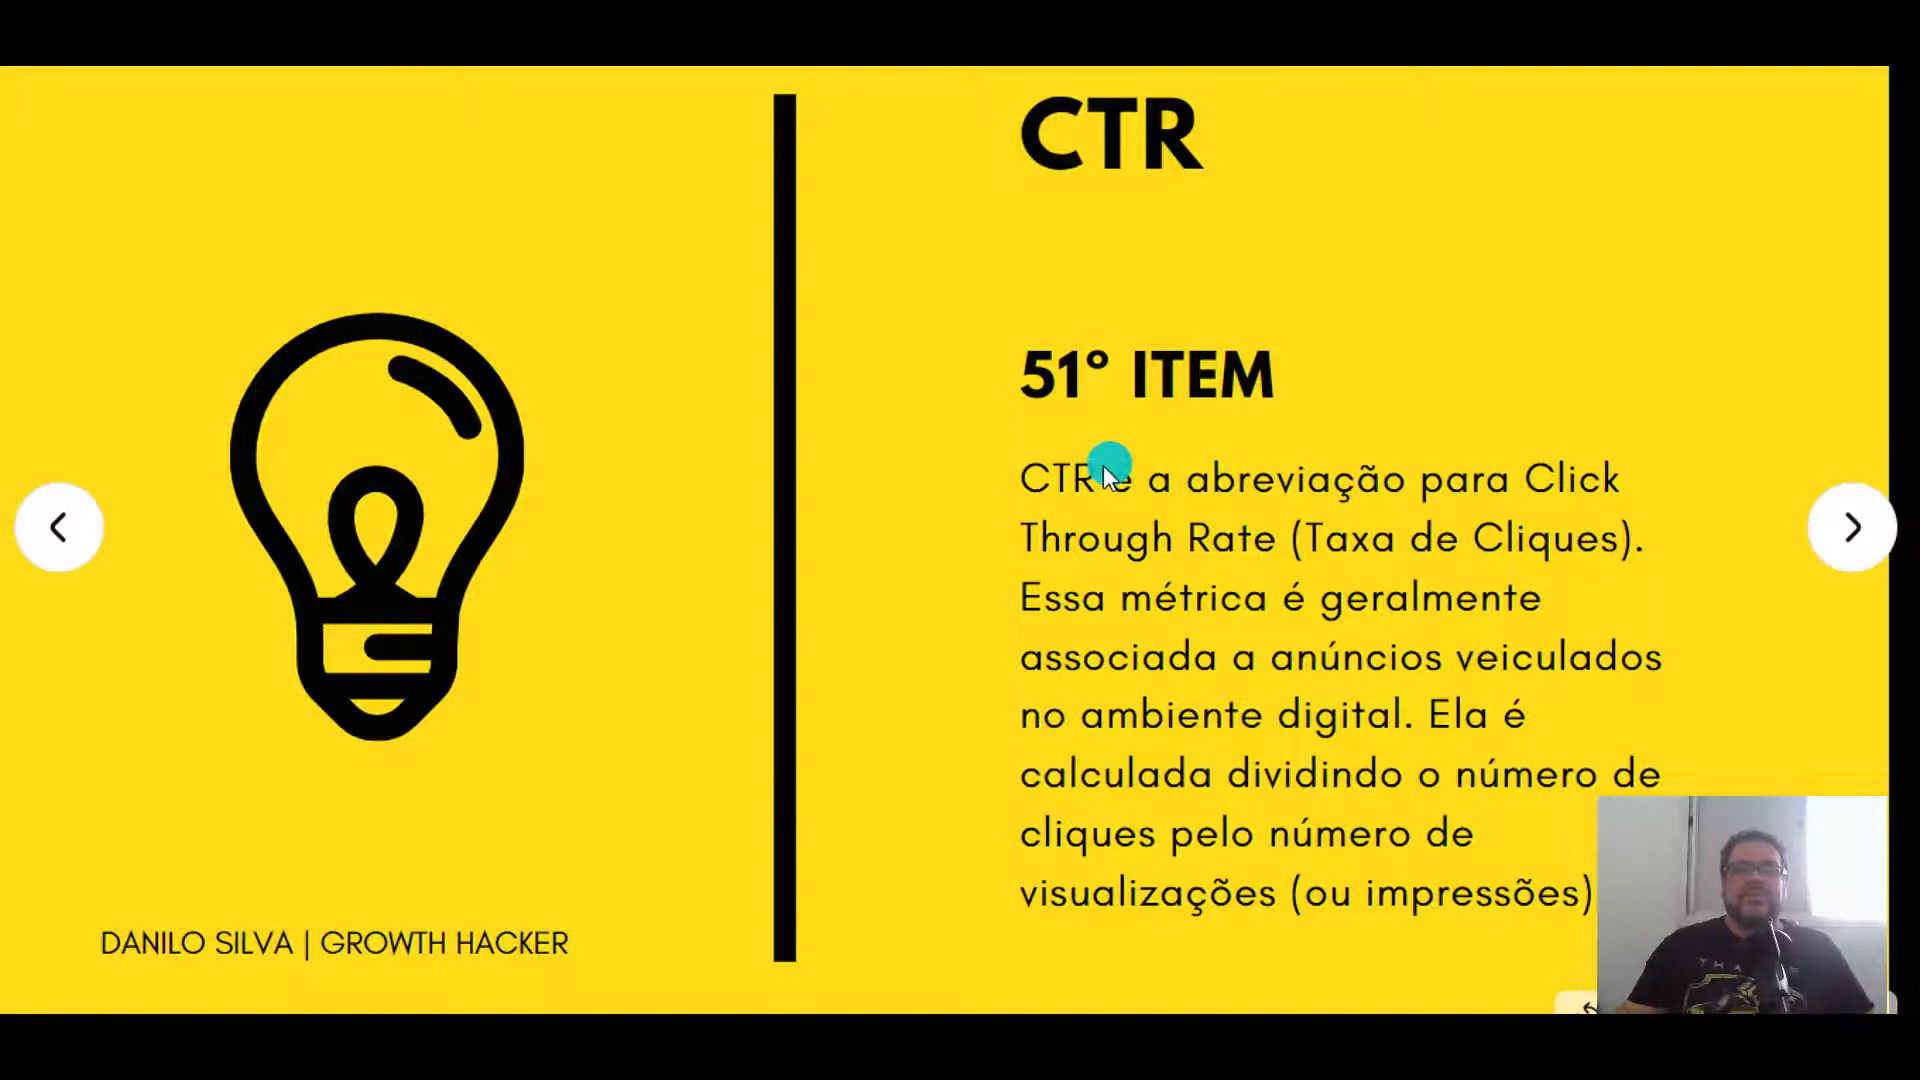 CTR
51º ITEM
CTR é a abreviação para Click
Through Rate (Taxa de Cliques).
Essa métrica é geralmente
associada a anúncios veiculados
no ambiente digital. Ela é
calculada dividindo o número de
cliques pelo número de
visualizações (ou impressões)
DANILO SILVA | GROWTH HACKER